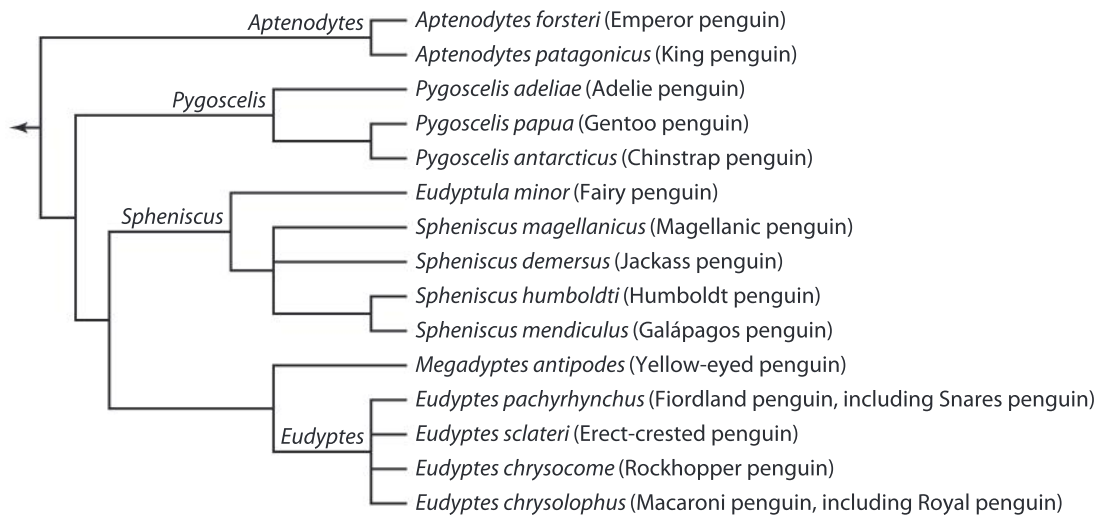 Aptenodytes
Aptenodytes forsteri (Emperor penguin)
Aptenodytes patagonicus (King penguin)
Pygoscelis
Pygoscelis adeliae (Adelie penguin)
Pygoscelis papua (Gentoo penguin)
Pygoscelis antarcticus (Chinstrap penguin)
Eudyptula minor (Fairy penguin)
Spheniscus
Spheniscus magellanicus (Magellanic penguin)
Spheniscus demersus (Jackass penguin)
Spheniscus humboldti (Humboldt penguin)
Spheniscus mendiculus (Galápagos penguin)
Megadyptes antipodes (Yellow-eyed penguin)
Eudyptes pachyrhynchus (Fiordland penguin, including Snares penguin)
Eudyptes
Eudyptes sclateri (Erect-crested penguin)
Eudyptes chrysocome (Rockhopper penguin)
Eudyptes chrysolophus (Macaroni penguin, including Royal penguin)